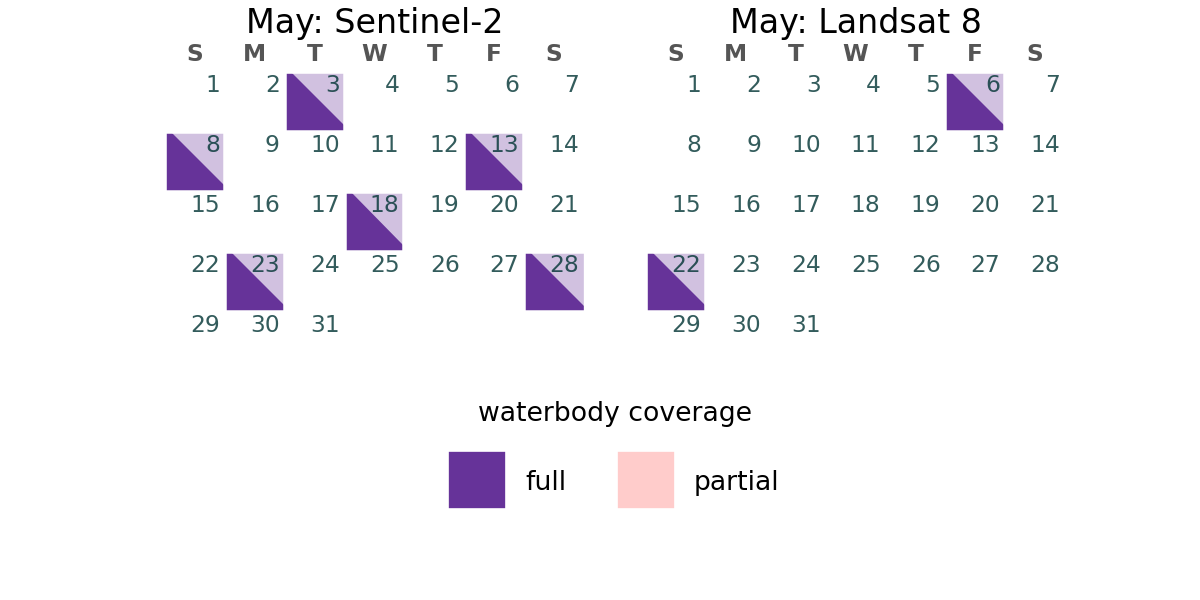 May: Sentinel-2
S M T W T F S
1 2 3 4 5 6 7
8 9 10 11 12 13 14
15 16 17 18 19 20 21
22 23 24 25 26 27 28
29 30 31
May: Landsat 8
S M T W T F S
1 2 3 4 5 6 7
8 9 10 11 12 13 14
15 16 17 18 19 20 21
22 23 24 25 26 27 28
29 30 31
waterbody coverage
full partial